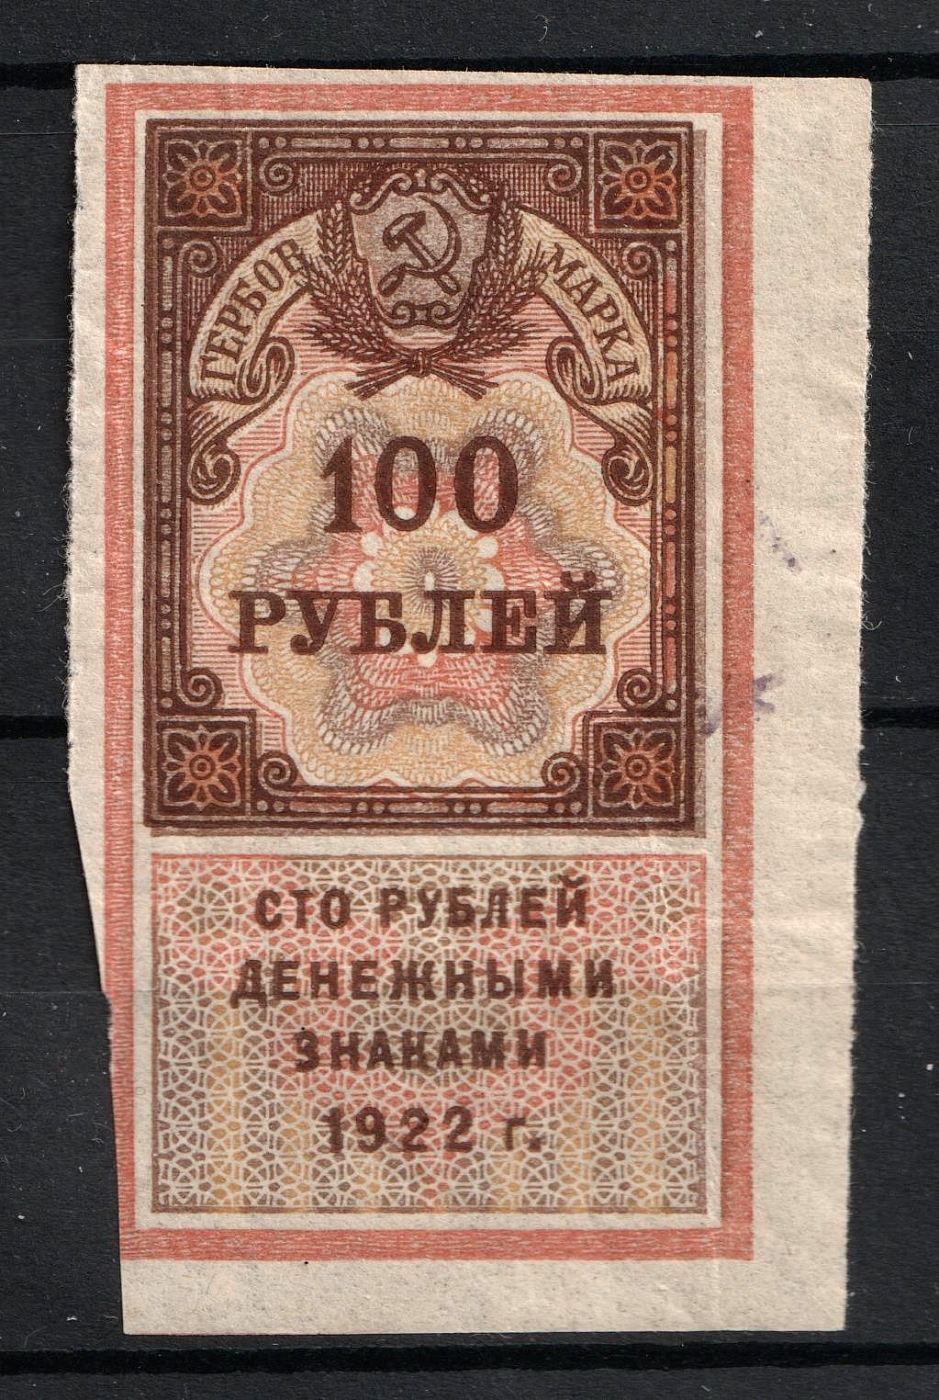 ГЕРБОВ МАРКА
100
РУБЛЕЙ
СТО РУБЛЕЙ
ДЕНЕЖНЫМИ
ЗНАКАМИ
1922 г.